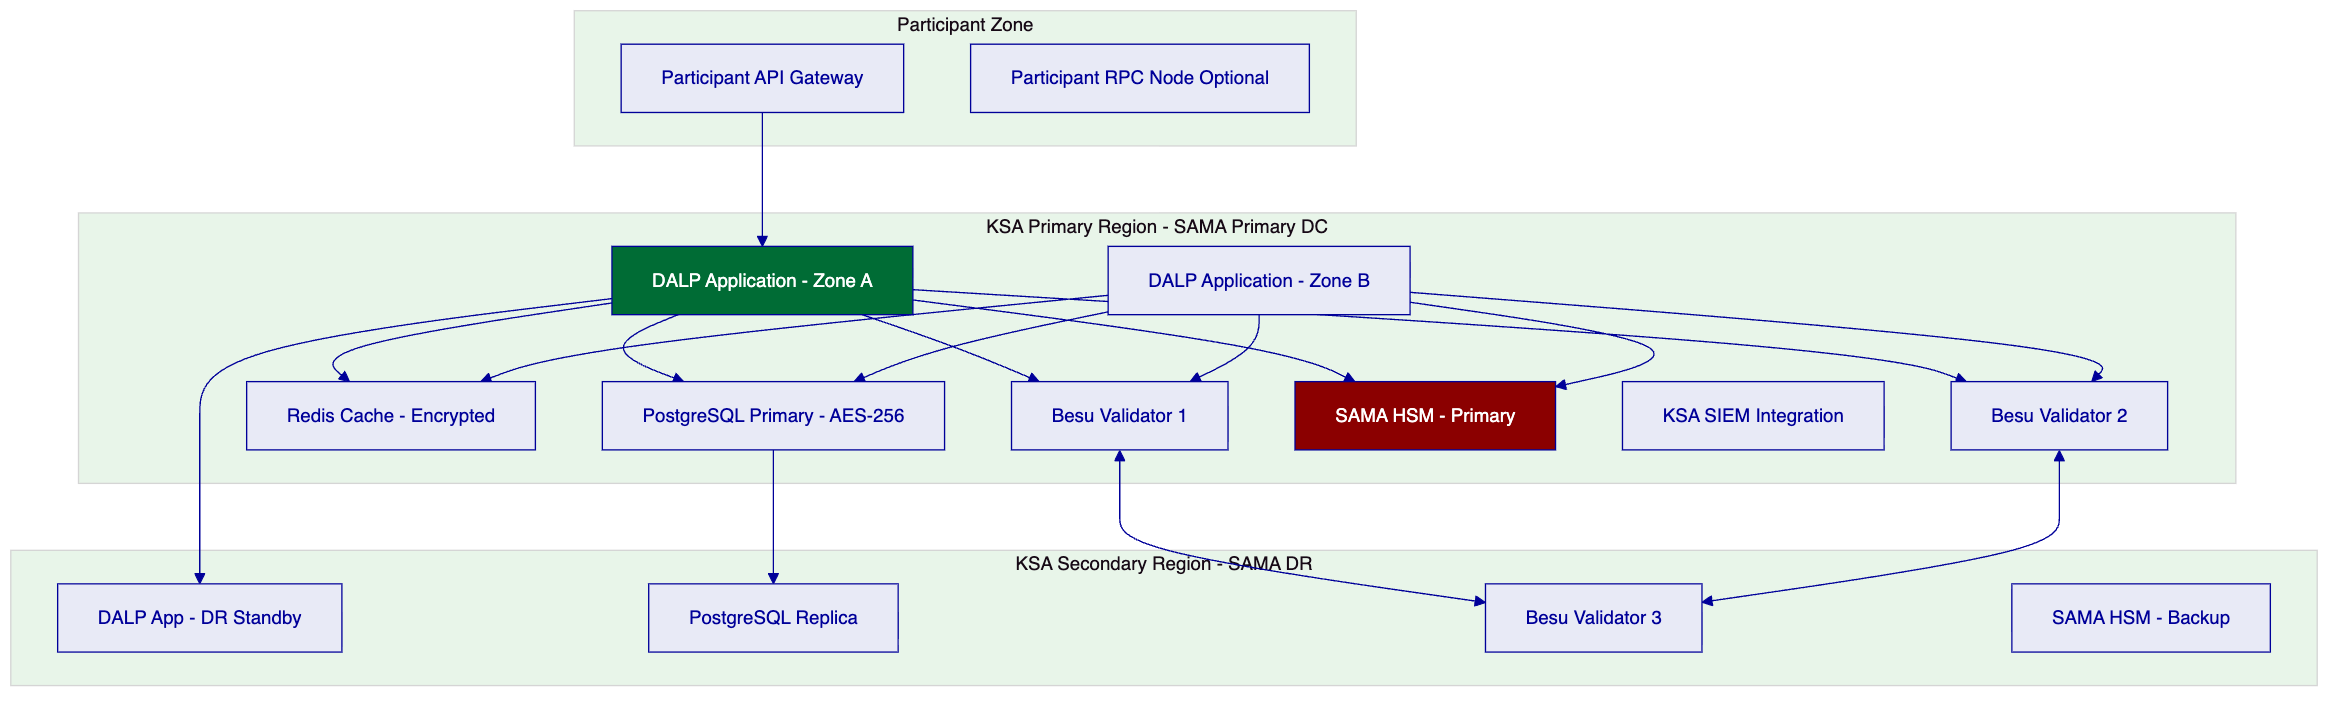 Participant Zone
Participant API Gateway
Participant RPC Node Optional
KSA Primary Region - SAMA Primary DC
DALP Application - Zone A
DALP Application - Zone B
Redis Cache - Encrypted
PostgreSQL Primary - AES-256
Besu Validator 1
SAMA HSM - Primary
KSA SIEM Integration
Besu Validator 2
KSA Secondary Region - SAMA DR
DALP App - DR Standby
PostgreSQL Replica
Besu Validator 3
SAMA HSM - Backup